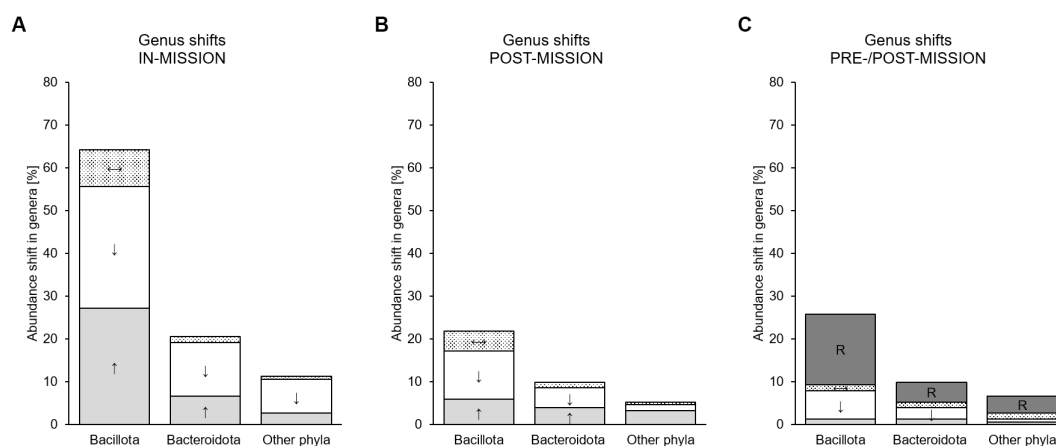 A
Genus shifts
IN-MISSION
Abundance shift in genera [%]
80
70
60
50
40
30
20
10
0
↔
↓
↑
↓
↑
↓
Bacillota
Bacteroidota
Other phyla
B
Genus shifts
POST-MISSION
Abundance shift in genera [%]
80
70
60
50
40
30
20
10
0
↔
↓
↑
↓
↑
Bacillota
Bacteroidota
Other phyla
C
Genus shifts
PRE-/POST-MISSION
Abundance shift in genera [%]
80
70
60
50
40
30
20
10
0
R
↔
↓
R
↓
R
Bacillota
Bacteroidota
Other phyla